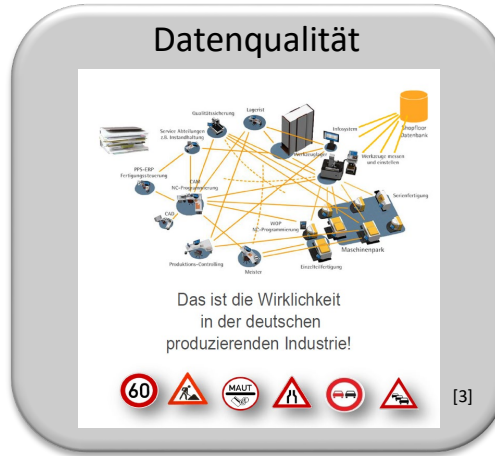 Datenqualität
Qualitätssicherung
Lagerist
Service Abteilungen
z.B. Instandhaltung
Infosystem
Shopfloor
Datenbank
Werkzeuge messen
und einstellen
PPS-ERP
Fertigungssteuerung
CAM
NC-Programmierung
Serienfertigung
CAD
WOP
NC-Programmierung
Maschinenpark
Produktions-Controlling
Meister
Einzelteilfertigung
Das ist die Wirklichkeit
in der deutschen
produzierenden Industrie!
60
MAUT
[3]